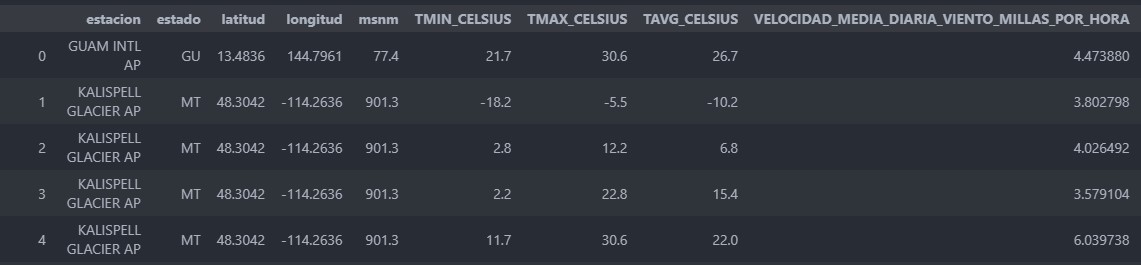 estacion estado latitud longitud msnm TMIN_CELSIUS TMAX_CELSIUS TAVG_CELSIUS VELOCIDAD_MEDIA_DIARIA_VIENTO_MILLAS_POR_HORA
0 GUAM INTL AP GU 13.4836 144.7961 77.4 21.7 30.6 26.7 4.473880
1 KALISPELL GLACIER AP MT 48.3042 -114.2636 901.3 -18.2 -5.5 -10.2 3.802798
2 KALISPELL GLACIER AP MT 48.3042 -114.2636 901.3 2.8 12.2 6.8 4.026492
3 KALISPELL GLACIER AP MT 48.3042 -114.2636 901.3 2.2 22.8 15.4 3.579104
4 KALISPELL GLACIER AP MT 48.3042 -114.2636 901.3 11.7 30.6 22.0 6.039738